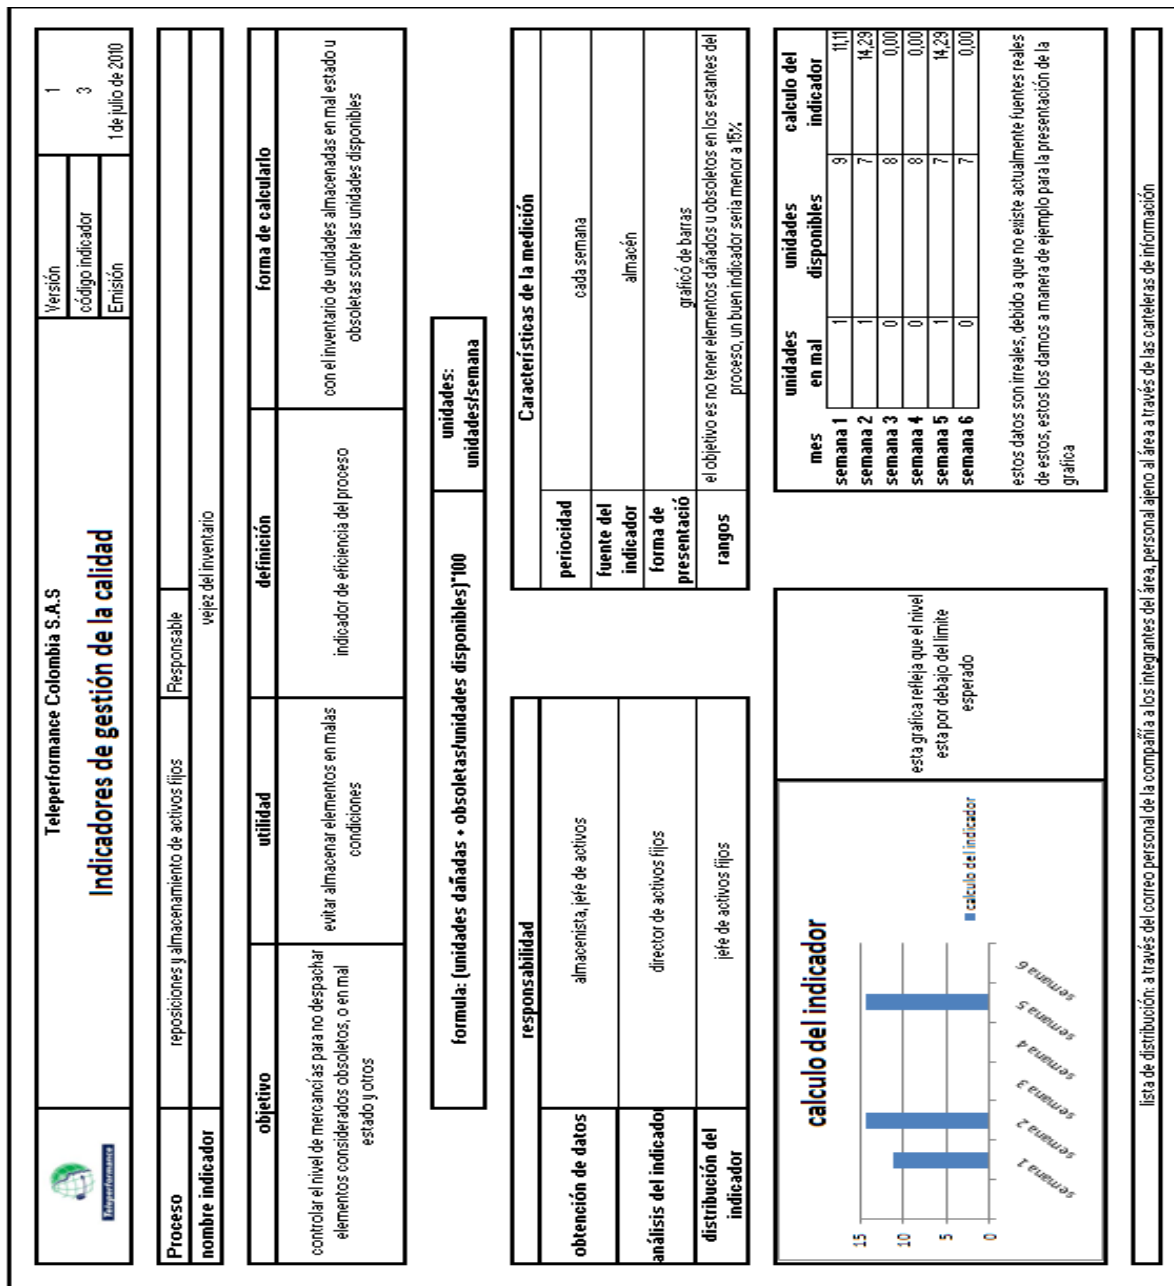 Teleperformance
Teleperformance Colombia S.A.S
Indicadores de gestión de la calidad
Versión 1
código indicador 3
Emisión 1 de julio de 2010
Proceso reposiciones y almacenamiento de activos fijos Responsable
nombre indicador vejez del inventario
objetivo utilidad definición forma de calcularlo
controlar el nivel de mercancías para no despachar
elementos considerados obsoletos, o en mal
estado y otros
evitar almacenar elementos en malas
condiciones
indicador de eficiencia del proceso
con el inventario de unidades almacenadas en mal estado u
obsoletas sobre las unidades disponibles
formula: (unidades dañadas + obsoletas/unidades disponibles)*100
unidades:
unidades/semana
responsabilidad
obtención de datos almacenista, jefe de activos
análisis del indicador director de activos fijos
distribución del
indicador
jefe de activos fijos
Características de la medición
periocidad cada semana
fuente del
indicador
almacén
forma de
presentació
graficó de barras
rangos
el objetivo es no tener elementos dañados u obsoletos en los estantes del
proceso, un buen indicador seria menor a 15%
calculo del indicador
15
10
5
0
semana 1
semana 2
semana 3
semana 4
semana 5
semana 6
calculo del indicador
esta grafica refleja que el nivel
esta por debajo del limite
esperado
mes unidades en mal unidades disponibles calculo del indicador
semana 1 1 9 11,11
semana 2 1 7 14,29
semana 3 0 8 0,00
semana 4 0 8 0,00
semana 5 1 7 14,29
semana 6 0 7 0,00
estos datos son irreales, debido a que no existe actualmente fuentes reales
de estos, estos los damos a manera de ejemplo para la presentación de la
grafica
lista de distribución: a través del correo personal de la compañía a los integrantes del área, personal ajeno al área a través de las carteleras de información